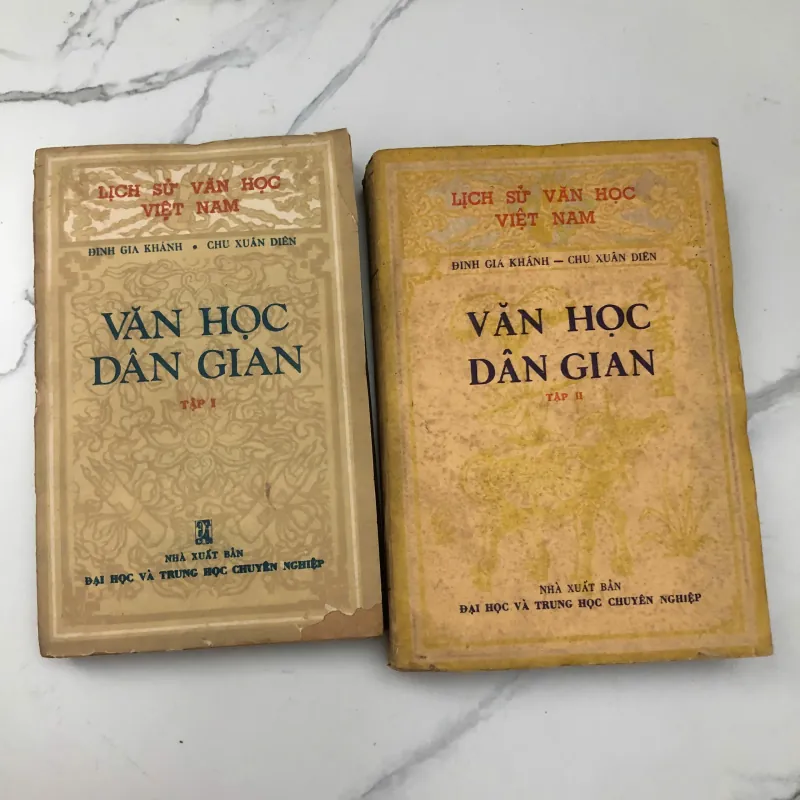 LỊCH SỬ VĂN HỌC
VIỆT NAM
ĐINH GIA KHÁNH • CHU XUÂN DIÊN
VĂN HỌC
DÂN GIAN
TẬP I
NHÀ XUẤT BẢN
ĐẠI HỌC VÀ TRUNG HỌC CHUYÊN NGHIỆP
LỊCH SỬ VĂN HỌC
VIỆT NAM
ĐINH GIA KHÁNH — CHU XUÂN DIÊN
VĂN HỌC
DÂN GIAN
TẬP II
NHÀ XUẤT BẢN
ĐẠI HỌC VÀ TRUNG HỌC CHUYÊN NGHIỆP